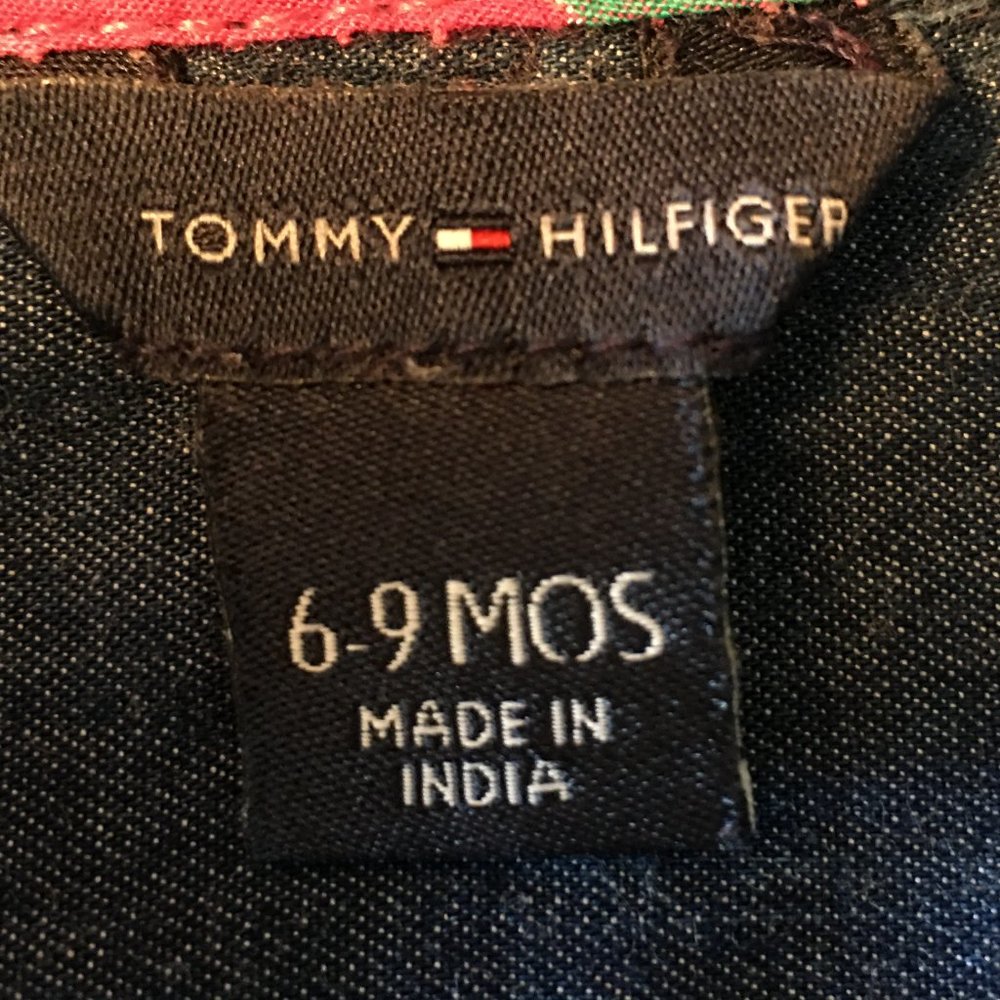 TOMMY HILFIGER
6-9 MOS
MADE IN
INDIA